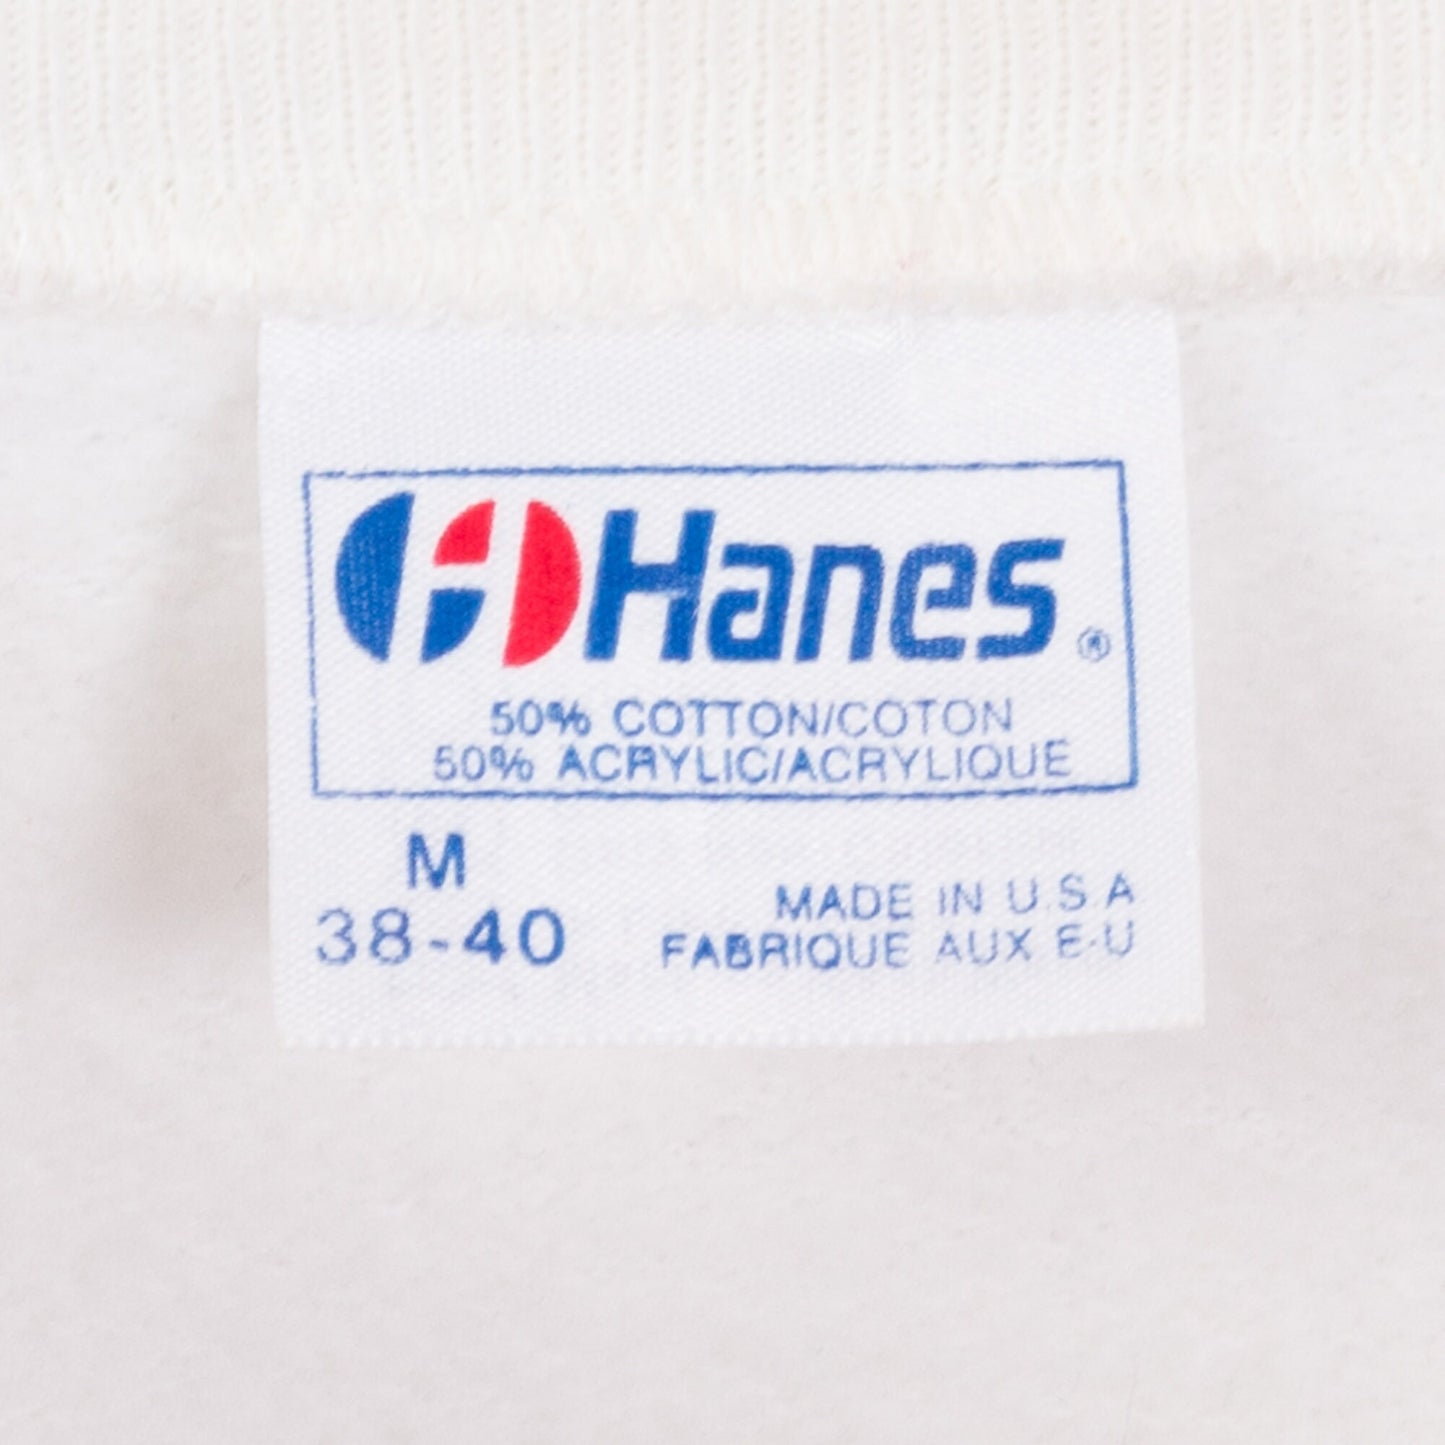 Hanes®
50% COTTON/COTON
50% ACRYLIC/ACRYLIQUE
M
38-40
MADE IN U.S.A
FABRIQUE AUX E-U